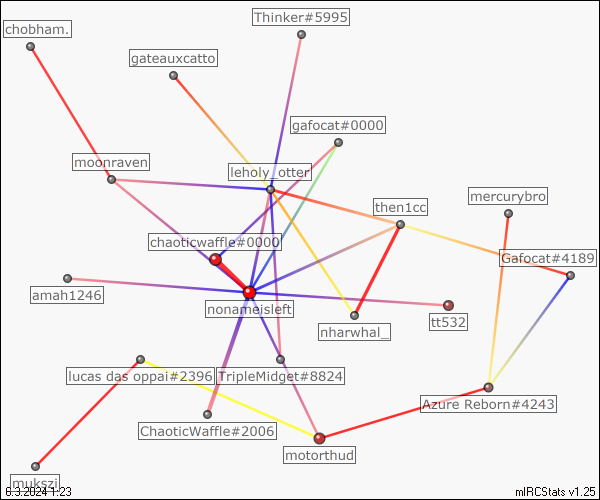 Thinker#5995
chobham.
gateauxcatto
gafocat#0000
moonraven
leholy_otter
mercurybro
then1cc
chaoticwaffle#0000
Gafocat#4189
amah1246
nonameisleft
tt532
nharwhal_
lucas das oppai#2396
TripleMidget#8824
Azure Reborn#4243
ChaoticWaffle#2006
motorthud
mukszi
6.3.2024 1:23
mIRCStats v1.25